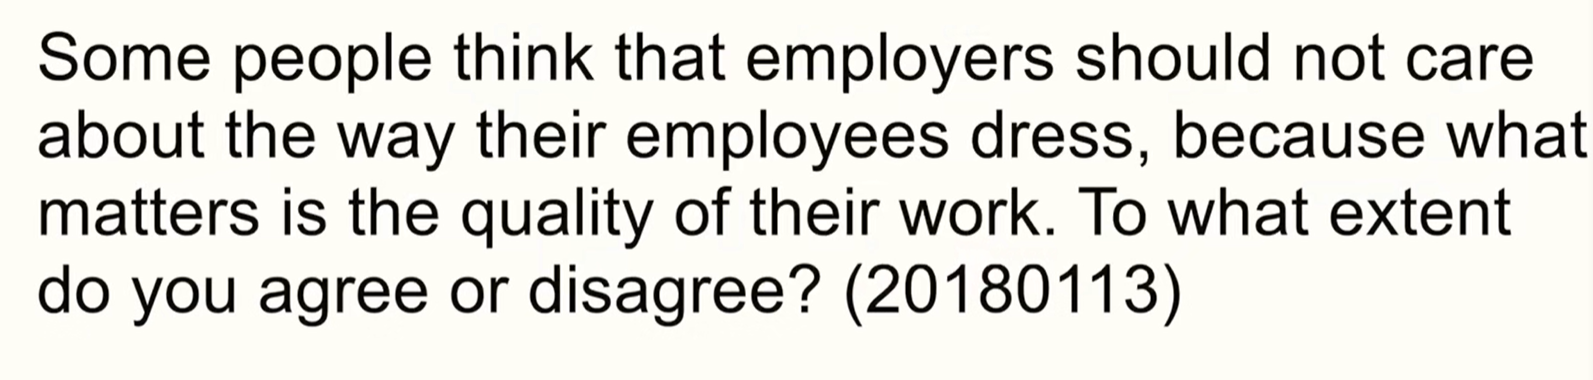 Some people think that employers should not care
about the way their employees dress, because what
matters is the quality of their work. To what extent
do you agree or disagree? (20180113)